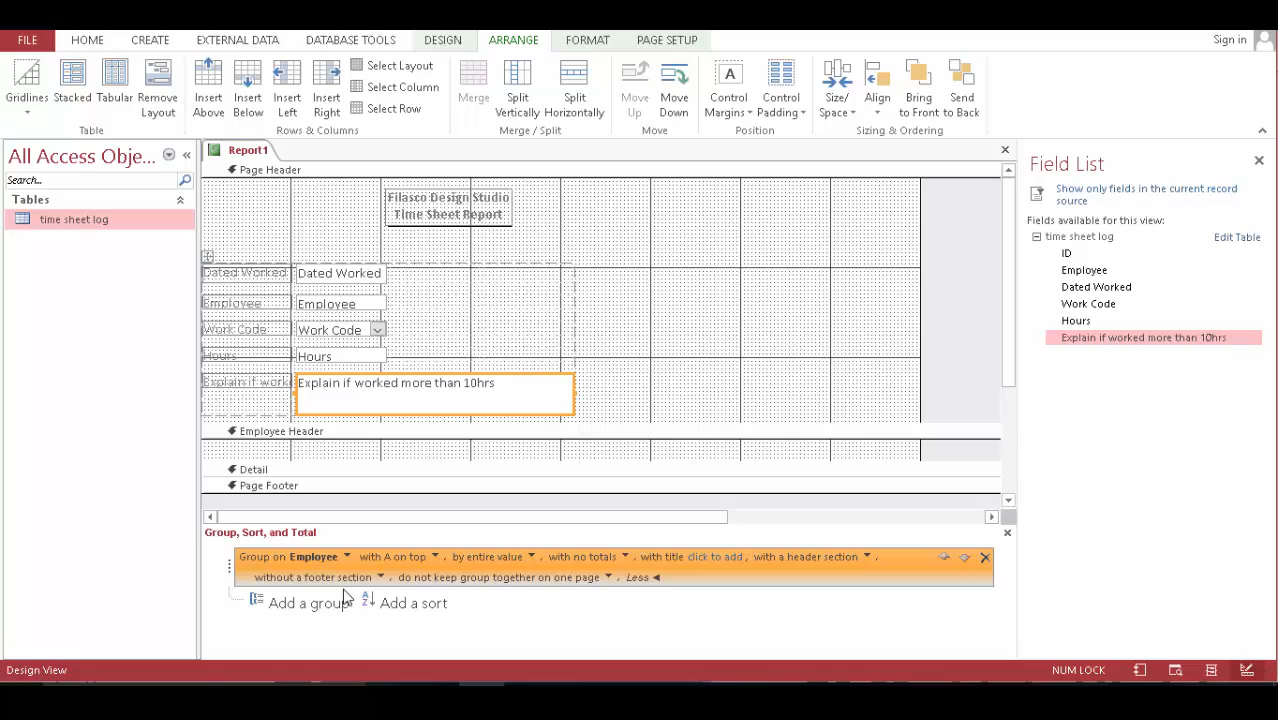 FILE HOME CREATE EXTERNAL DATA DATABASE TOOLS DESIGN ARRANGE FORMAT PAGE SETUP Sign in
Gridlines Stacked Tabular Remove Layout
Table
Insert Above Insert Below Insert Left Insert Right
Select Layout
Select Column
Select Row
Rows & Columns
Merge Split Vertically Split Horizontally
Merge / Split
Move Up Move Down
Move
Control Margins Control Padding
Position
Size/ Space Align Bring to Front Send to Back
Sizing & Ordering
All Access Obje...
Search...
Tables
time sheet log
Report1
Page Header
Filasco Design Studio
Time Sheet Report
Dated Worked Dated Worked
Employee Employee
Work Code Work Code
Hours Hours
Explain if work Explain if worked more than 10hrs
Employee Header
Detail
Page Footer
Group, Sort, and Total
Group on Employee with A on top , by entire value , with no totals , with title click to add , with a header section ,
without a footer section , do not keep group together on one page , Less
Add a group Add a sort
Field List
Show only fields in the current record
source
Fields available for this view:
time sheet log Edit Table
ID
Employee
Dated Worked
Work Code
Hours
Explain if worked more than 10hrs
Design View NUM LOCK